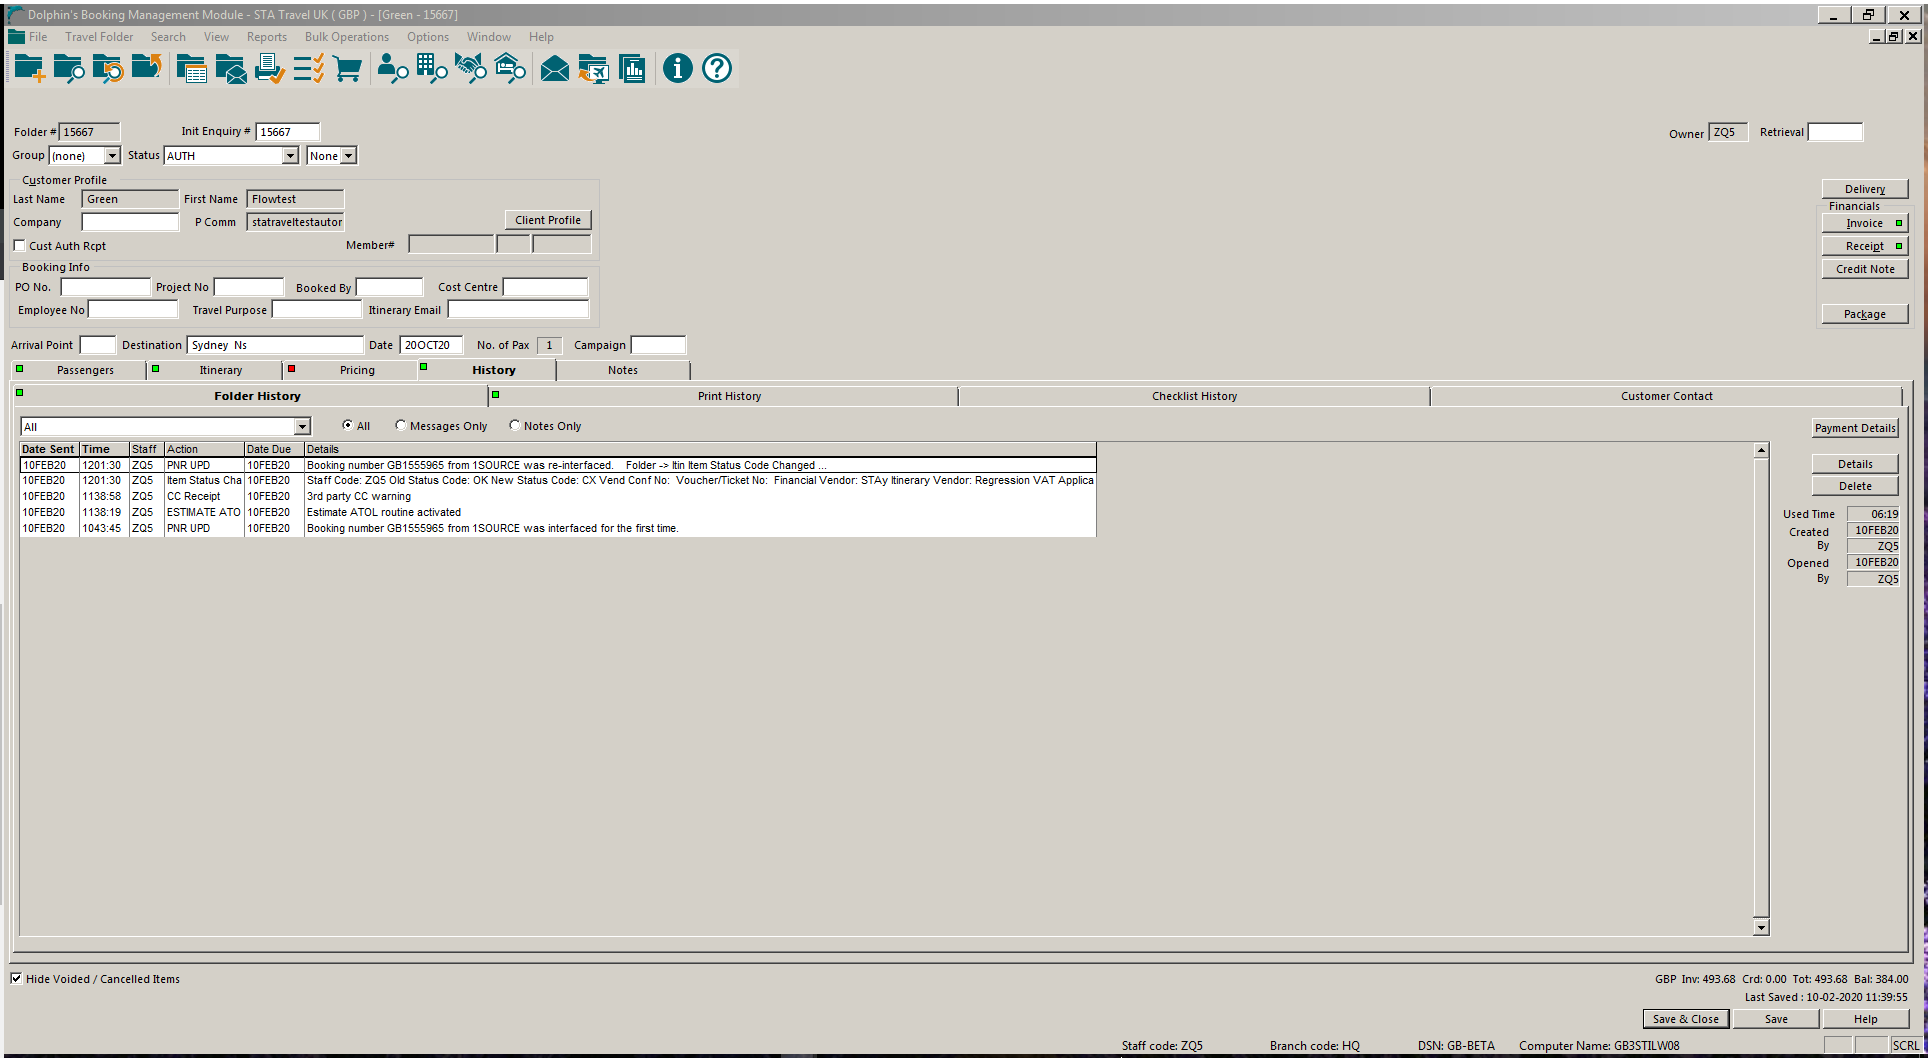 Dolphin's Booking Management Module - STA Travel UK ( GBP ) - [Green - 15667]
File Travel Folder Search View Reports Bulk Operations Options Window Help
Folder # 15667 Init Enquiry # 15667 Owner ZQ5 Retrieval
Group (none) Status AUTH None
Customer Profile
Last Name Green First Name Flowtest Delivery
Company P Comm statraveltestautor Client Profile Financials
Invoice
Cust Auth Rcpt Member# Receipt
Booking Info Credit Note
PO No. Project No Booked By Cost Centre
Employee No Travel Purpose Itinerary Email Package
Arrival Point Destination Sydney Ns Date 20OCT20 No. of Pax 1 Campaign
Passengers Itinerary Pricing History Notes
Folder History Print History Checklist History Customer Contact
All All Messages Only Notes Only Payment Details
Date Sent Time Staff Action Date Due Details
10FEB20 1201:30 ZQ5 PNR UPD 10FEB20 Booking number GB1555965 from 1SOURCE was re-interfaced. Folder -> Itin Item Status Code Changed ...
10FEB20 1201:30 ZQ5 Item Status Cha 10FEB20 Staff Code: ZQ5 Old Status Code: OK New Status Code: CX Vend Conf No: Voucher/Ticket No: Financial Vendor: STAy Itinerary Vendor: Regression VAT Applica
10FEB20 1138:58 ZQ5 CC Receipt 10FEB20 3rd party CC warning
10FEB20 1138:19 ZQ5 ESTIMATE ATO 10FEB20 Estimate ATOL routine activated
10FEB20 1043:45 ZQ5 PNR UPD 10FEB20 Booking number GB1555965 from 1SOURCE was interfaced for the first time.
Details
Delete
Used Time 06:19
Created 10FEB20
By ZQ5
Opened 10FEB20
By ZQ5
Hide Voided / Cancelled Items GBP Inv: 493.68 Crd: 0.00 Tot: 493.68 Bal: 384.00
Last Saved : 10-02-2020 11:39:55
Save & Close Save Help
Staff code: ZQ5 Branch code: HQ DSN: GB-BETA Computer Name: GB3STILW08 SCRL